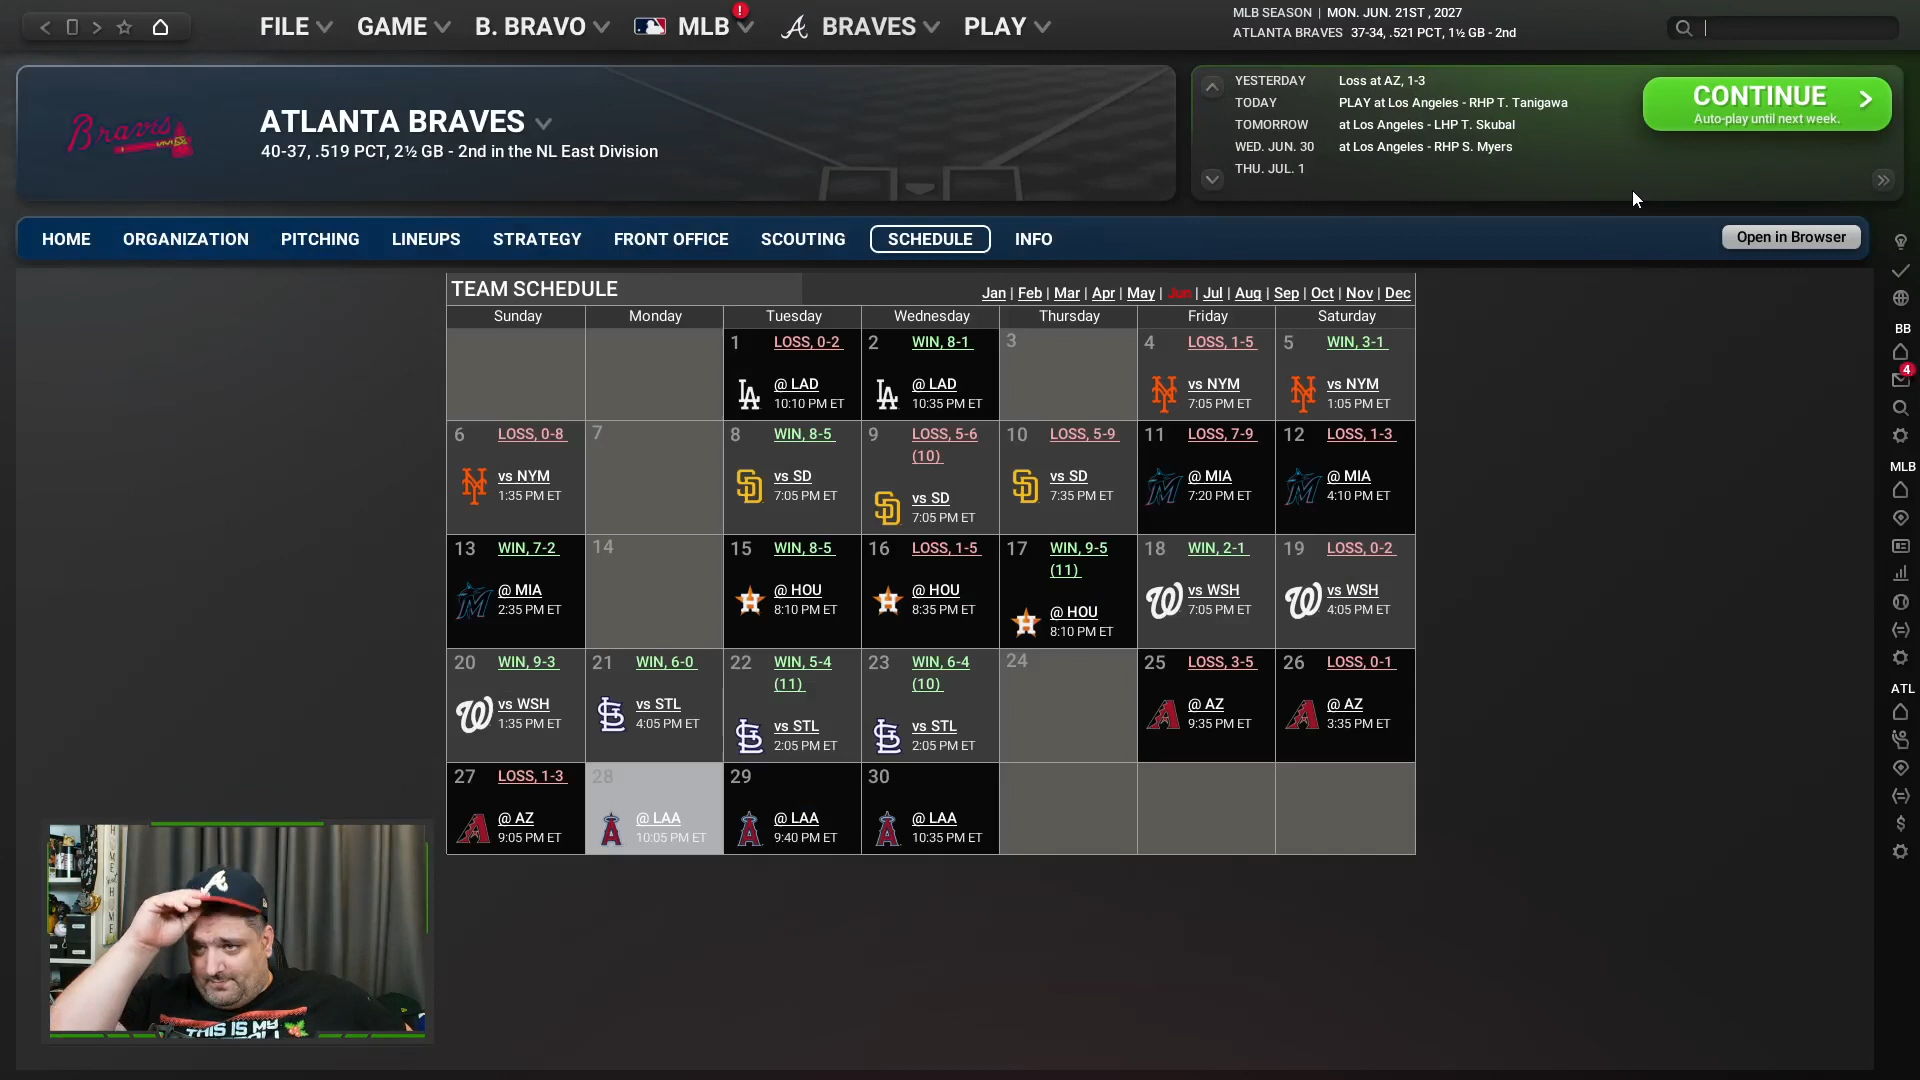 FILE GAME B. BRAVO MLB ! BRAVES PLAY
MLB SEASON | MON. JUN. 21ST , 2027
ATLANTA BRAVES 37-34, .521 PCT, 1½ GB - 2nd
Braves
ATLANTA BRAVES
40-37, .519 PCT, 2½ GB - 2nd in the NL East Division
YESTERDAY Loss at AZ, 1-3
TODAY PLAY at Los Angeles - RHP T. Tanigawa
TOMORROW at Los Angeles - LHP T. Skubal
WED. JUN. 30 at Los Angeles - RHP S. Myers
THU. JUL. 1
CONTINUE
Auto-play until next week.
HOME ORGANIZATION PITCHING LINEUPS STRATEGY FRONT OFFICE SCOUTING SCHEDULE INFO
Open in Browser
TEAM SCHEDULE
Jan | Feb | Mar | Apr | May | Jun | Jul | Aug | Sep | Oct | Nov | Dec
Sunday Monday Tuesday Wednesday Thursday Friday Saturday
1 LOSS, 0-2 2 WIN, 8-1 3 4 LOSS, 1-5 5 WIN, 3-1
@ LAD @ LAD vs NYM vs NYM
10:10 PM ET 10:35 PM ET 7:05 PM ET 1:05 PM ET
6 LOSS, 0-8 7 8 WIN, 8-5 9 LOSS, 5-6 10 LOSS, 5-9 11 LOSS, 7-9 12 LOSS, 1-3
(10)
vs NYM vs SD vs SD @ MIA @ MIA
1:35 PM ET 7:05 PM ET 7:35 PM ET 7:20 PM ET 4:10 PM ET
vs SD
7:05 PM ET
13 WIN, 7-2 14 15 WIN, 8-5 16 LOSS, 1-5 17 WIN, 9-5 18 WIN, 2-1 19 LOSS, 0-2
(11)
@ MIA @ HOU @ HOU vs WSH vs WSH
2:35 PM ET 8:10 PM ET 8:35 PM ET 7:05 PM ET 4:05 PM ET
@ HOU
8:10 PM ET
20 WIN, 9-3 21 WIN, 6-0 22 WIN, 5-4 23 WIN, 6-4 24 25 LOSS, 3-5 26 LOSS, 0-1
(11) (10)
vs WSH vs STL @ AZ @ AZ
1:35 PM ET 4:05 PM ET 9:35 PM ET 3:35 PM ET
vs STL vs STL
2:05 PM ET 2:05 PM ET
27 LOSS, 1-3 28 29 30
@ AZ @ LAA @ LAA @ LAA
9:05 PM ET 10:05 PM ET 9:40 PM ET 10:35 PM ET
BB
4
MLB
ATL
THIS IS MY